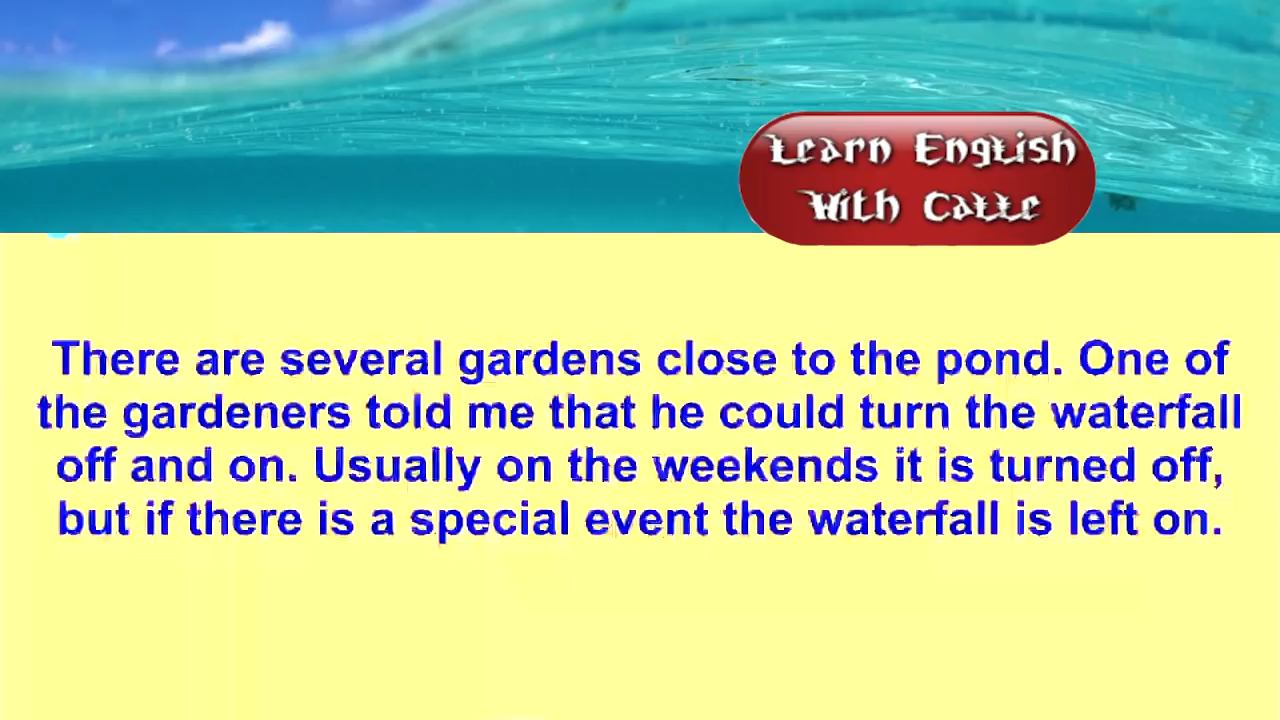 Learn English
With Calle
There are several gardens close to the pond. One of
the gardeners told me that he could turn the waterfall
off and on. Usually on the weekends it is turned off,
but if there is a special event the waterfall is left on.